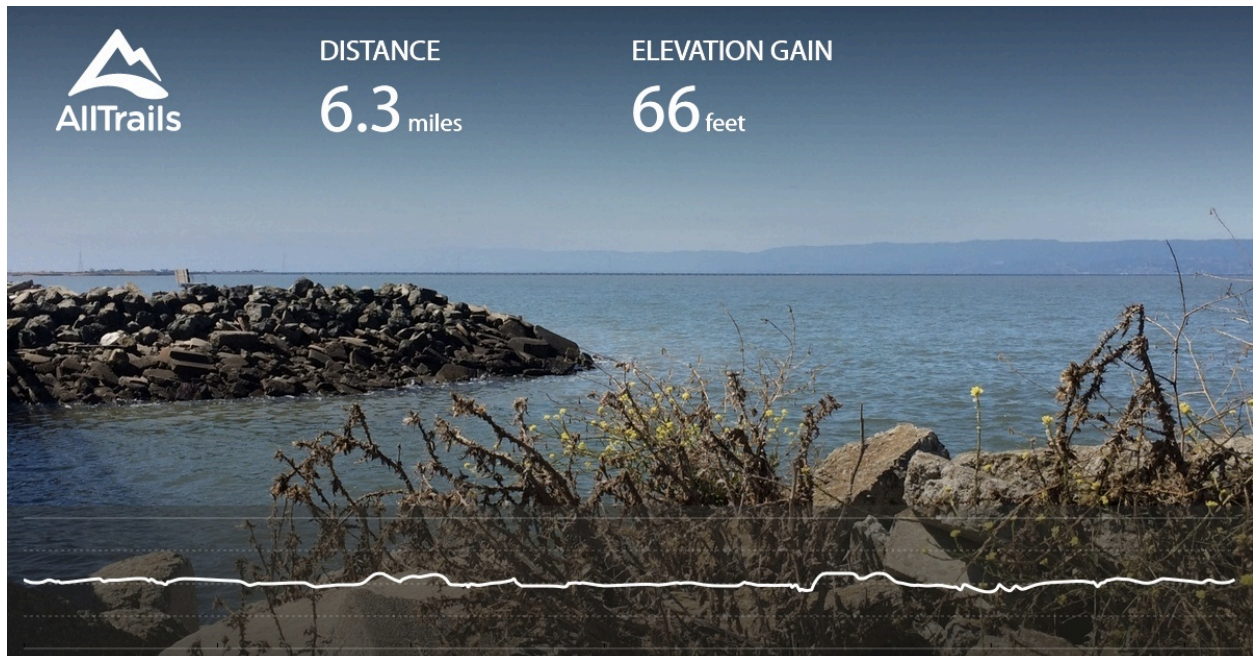 AllTrails
DISTANCE
6.3 miles
ELEVATION GAIN
66 feet